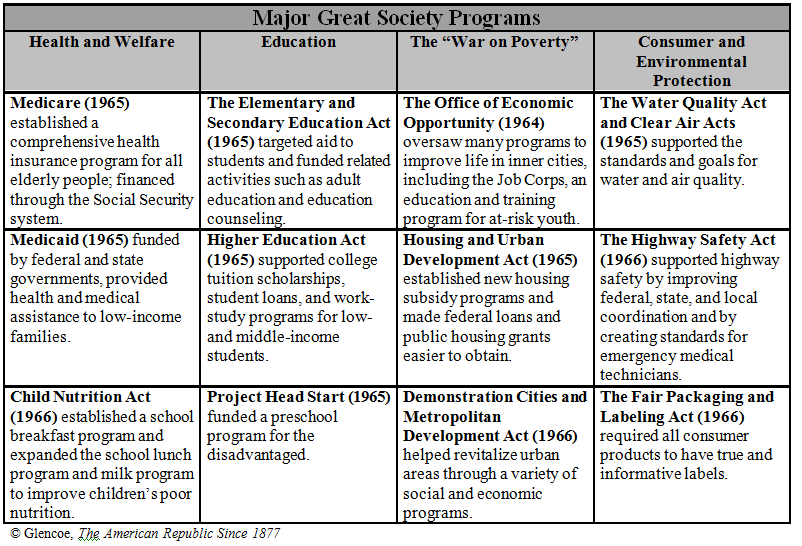 Major Great Society Programs
Health and Welfare
Education
The “War on Poverty”
Consumer and
Environmental
Protection
Medicare (1965)
established a
comprehensive health
insurance program for all
elderly people; financed
through the Social Security
system.
The Elementary and
Secondary Education Act
(1965) targeted aid to
students and funded related
activities such as adult
education and education
counseling.
The Office of Economic
Opportunity (1964)
oversaw many programs to
improve life in inner cities,
including the Job Corps, an
education and training
program for at-risk youth.
The Water Quality Act
and Clear Air Acts
(1965) supported the
standards and goals for
water and air quality.
Medicaid (1965) funded
by federal and state
governments, provided
health and medical
assistance to low-income
families.
Higher Education Act
(1965) supported college
tuition scholarships,
student loans, and work-
study programs for low-
and middle-income
students.
Housing and Urban
Development Act (1965)
established new housing
subsidy programs and
made federal loans and
public housing grants
easier to obtain.
The Highway Safety Act
(1966) supported highway
safety by improving
federal, state, and local
coordination and by
creating standards for
emergency medical
technicians.
Child Nutrition Act
(1966) established a school
breakfast program and
expanded the school lunch
program and milk program
to improve children’s poor
nutrition.
Project Head Start (1965)
funded a preschool
program for the
disadvantaged.
Demonstration Cities and
Metropolitan
Development Act (1966)
helped revitalize urban
areas through a variety of
social and economic
programs.
The Fair Packaging and
Labeling Act (1966)
required all consumer
products to have true and
informative labels.
© Glencoe, The American Republic Since 1877